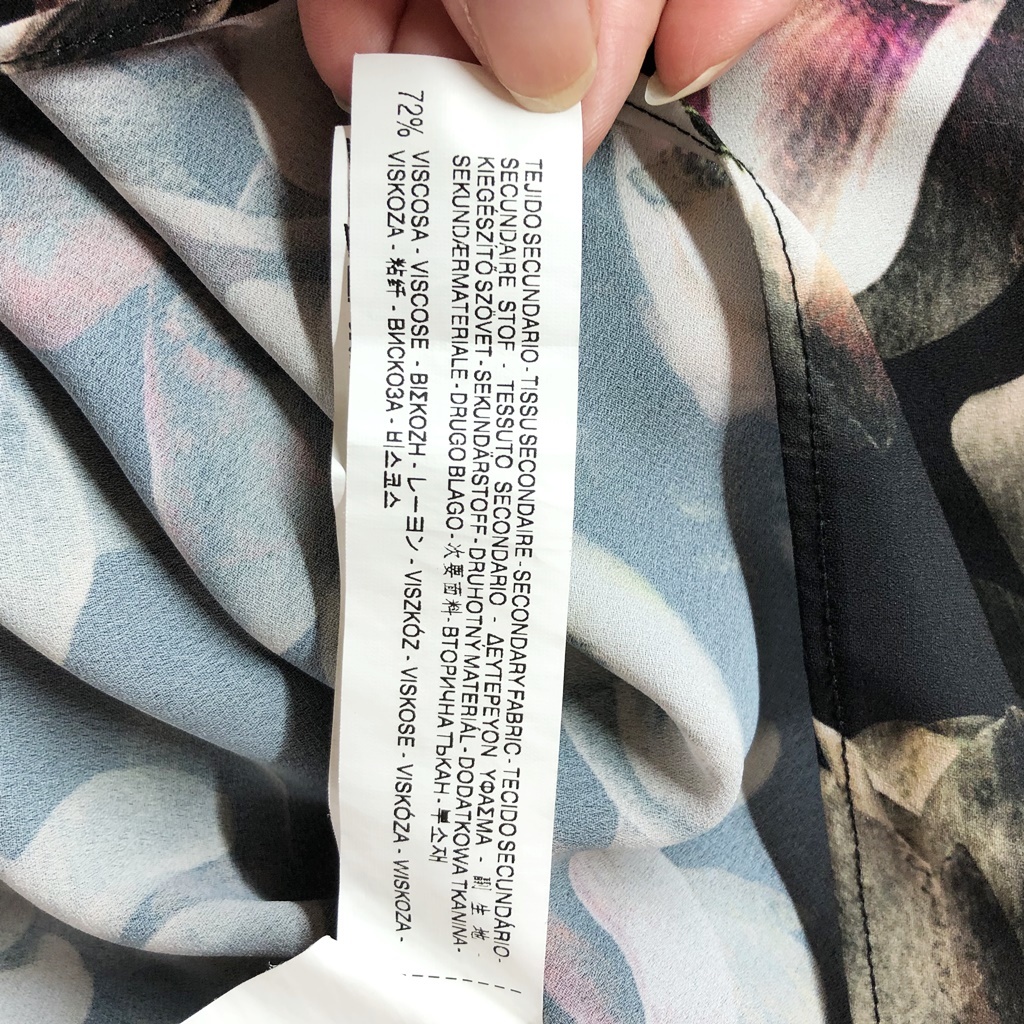 TEJIDO SECUNDARIO - TISSU SECONDAIRE - SECONDARY FABRIC - TECIDO SECUNDÁRIO -
SECUNDAIRE STOF - TESSUTO SECONDARIO - ΔΕΥΤΕΡΕΥΟΝ ΥΦΑΣΜΑ - 副 生 地 -
KIEGÉSZÍTŐ SZÖVET - SEKUNDÄRSTOFF - DRUHOTNÝ MATERIÁL - DODATKOWA TKANINA -
SEKUNDÆRMATERIALE - DRUGO BLAGO - 次要面料 - ВТОРИЧНА ТЪКАН - 부소재
72% VISCOSA - VISCOSE - ΒΙΣΚΟΖΗ - レーヨン - VISZKÓZ - VISKOSE - VISKÓZA - WISKOZA -
VISKOZA - 粘纤 - ВИСКОЗА - 비스코스